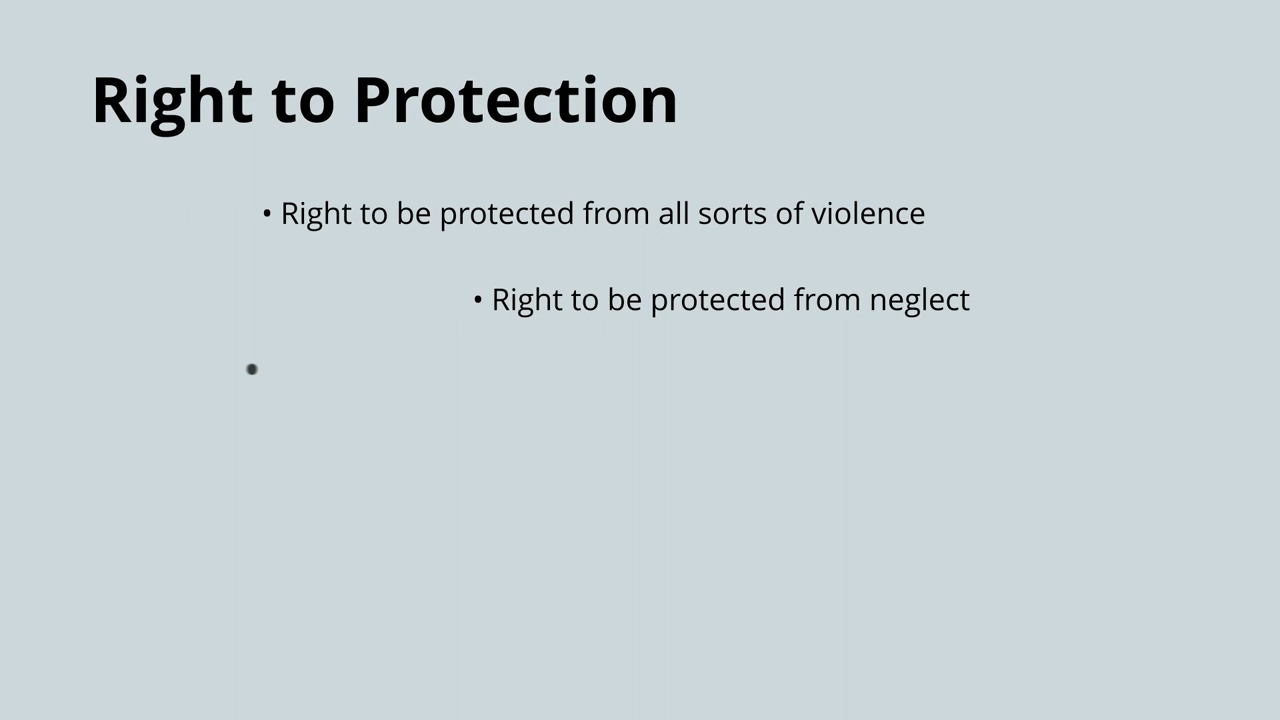 Right to Protection
• Right to be protected from all sorts of violence
• Right to be protected from neglect
•